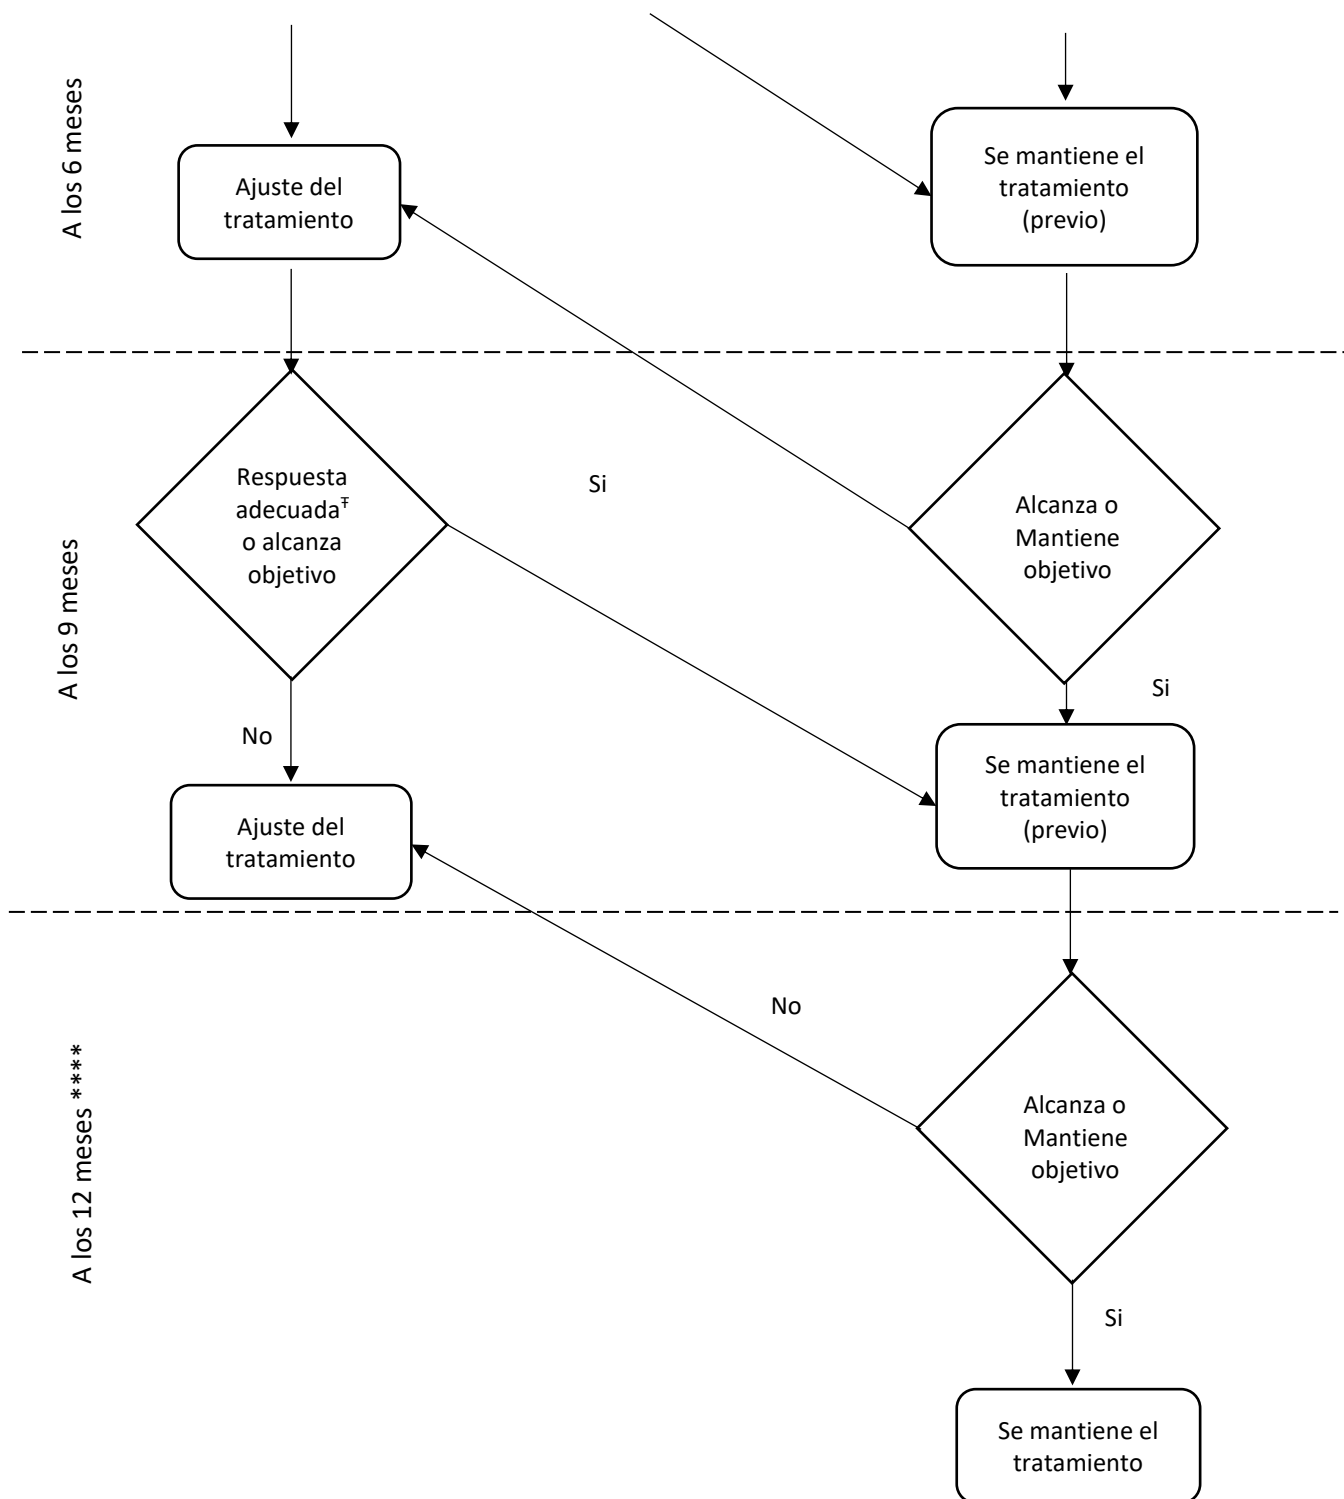 A los 6 meses
Ajuste del
tratamiento
Se mantiene el
tratamiento
(previo)
A los 9 meses
Respuesta
adecuada^Ŧ
o alcanza
objetivo
Si
Alcanza o
Mantiene
objetivo
Si
No
Se mantiene el
tratamiento
(previo)
Ajuste del
tratamiento
A los 12 meses ****
No
Alcanza o
Mantiene
objetivo
Si
Se mantiene el
tratamiento